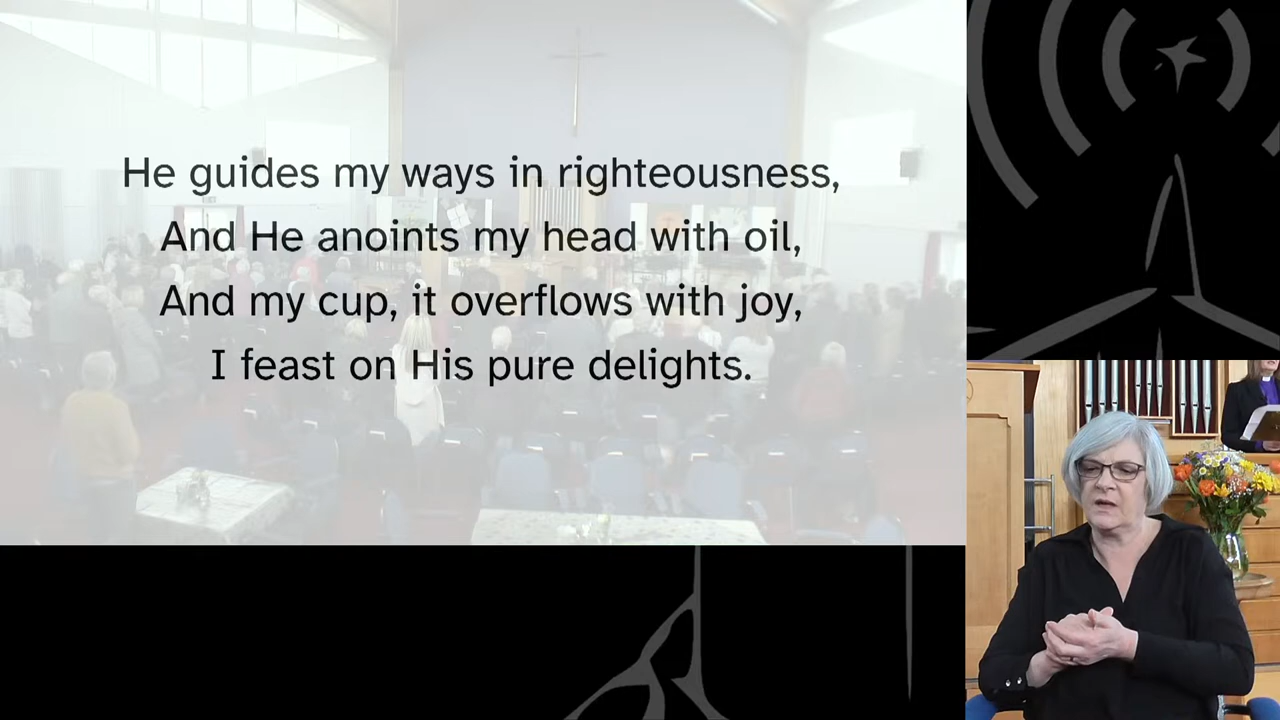 He guides my ways in righteousness,
And He anoints my head with oil,
And my cup, it overflows with joy,
I feast on His pure delights.